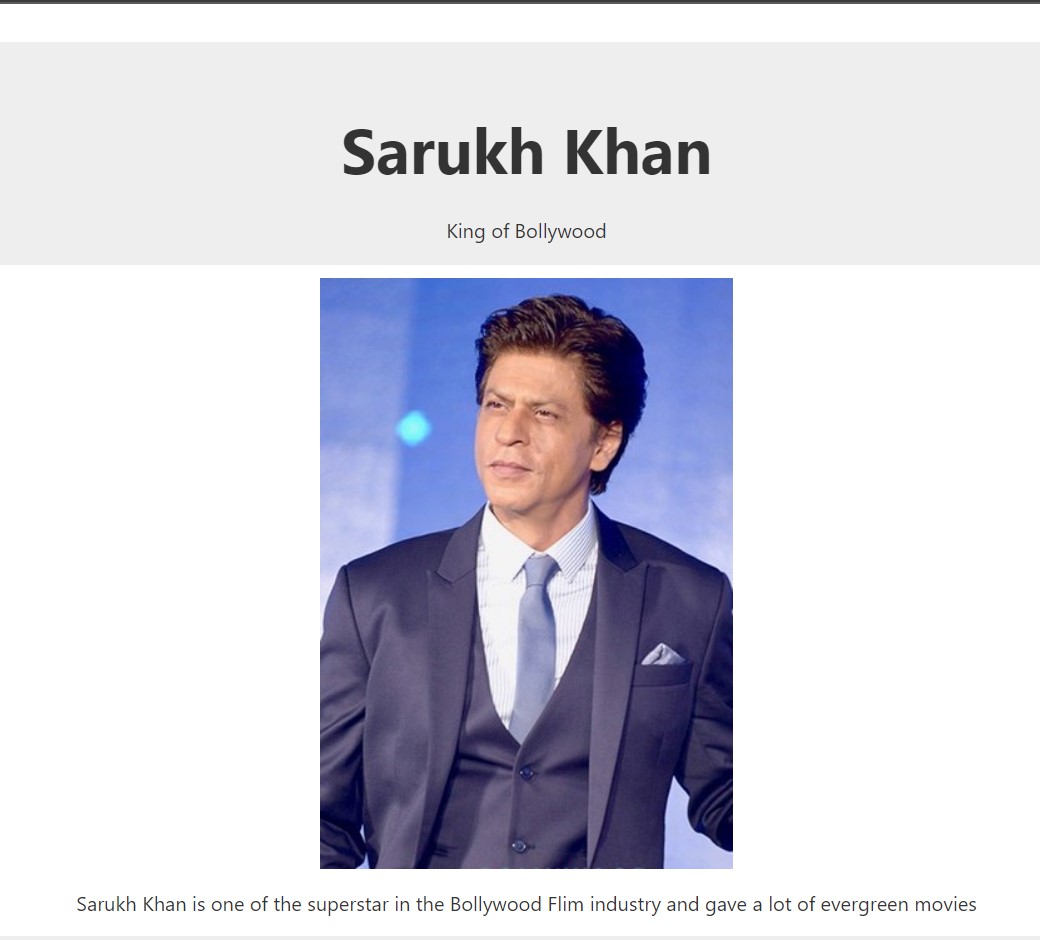 Sarukh Khan
King of Bollywood
Sarukh Khan is one of the superstar in the Bollywood Flim industry and gave a lot of evergreen movies